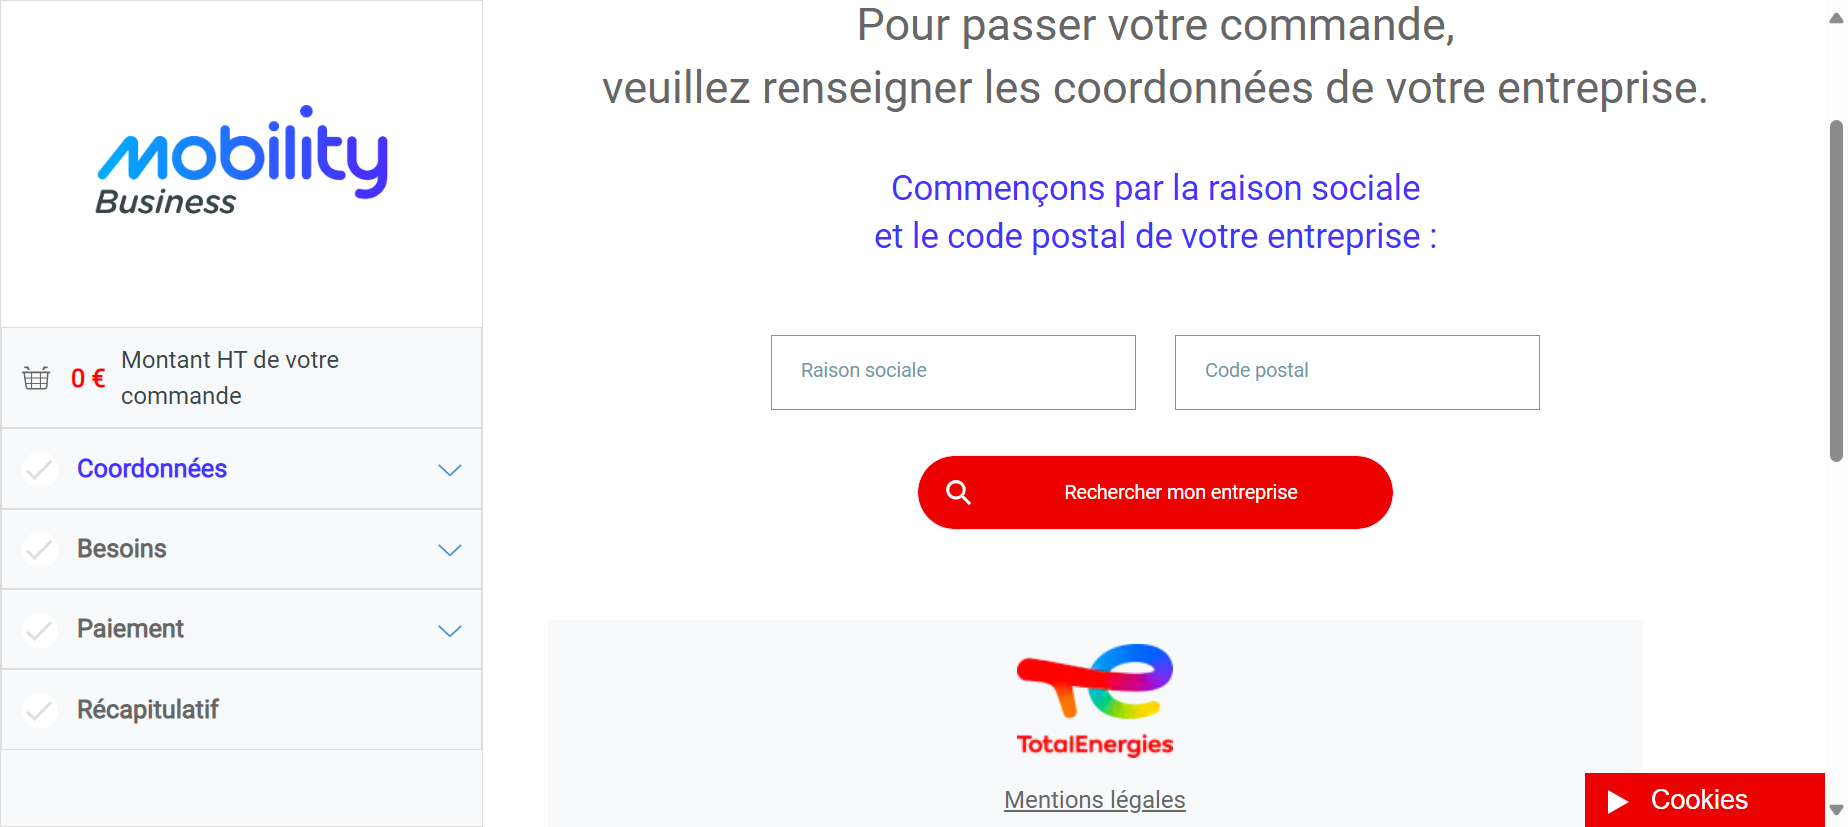 mobility
Business
0 €
Montant HT de votre
commande
Coordonnées
Besoins
Paiement
Récapitulatif
Pour passer votre commande,
veuillez renseigner les coordonnées de votre entreprise.
Commençons par la raison sociale
et le code postal de votre entreprise :
Raison sociale
Code postal
Rechercher mon entreprise
TotalEnergies
Mentions légales
Cookies